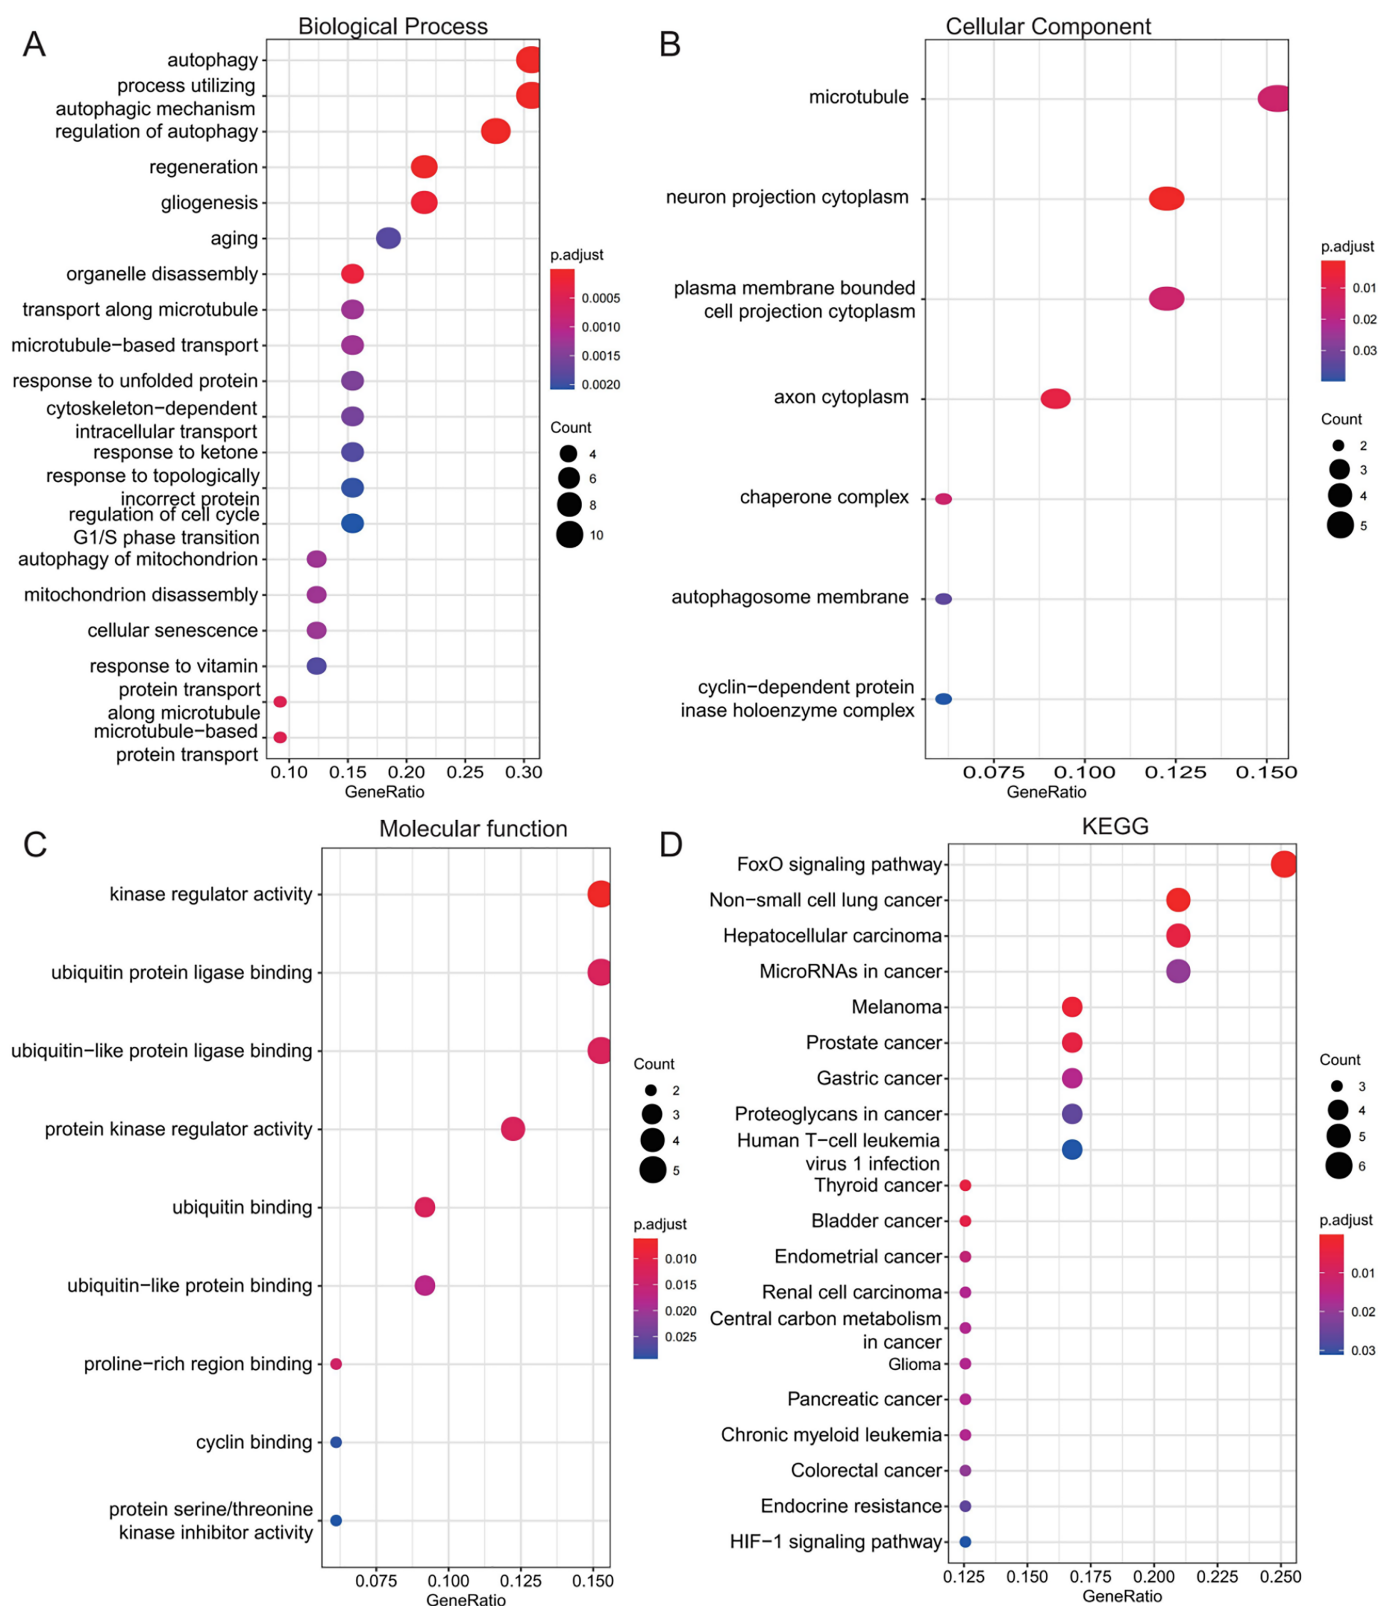 A
Biological Process
autophagy
process utilizing
autophagic mechanism
regulation of autophagy
regeneration
gliogenesis
aging
organelle disassembly
transport along microtubule
microtubule−based transport
response to unfolded protein
cytoskeleton−dependent
intracellular transport
response to ketone
response to topologically
incorrect protein
regulation of cell cycle
G1/S phase transition
autophagy of mitochondrion
mitochondrion disassembly
cellular senescence
response to vitamin
protein transport
along microtubule
microtubule−based
protein transport
0.10 0.15 0.20 0.25 0.30
GeneRatio
p.adjust
0.0005
0.0010
0.0015
0.0020
Count
4
6
8
10
B
Cellular Component
microtubule
neuron projection cytoplasm
plasma membrane bounded
cell projection cytoplasm
axon cytoplasm
chaperone complex
autophagosome membrane
cyclin−dependent protein
inase holoenzyme complex
0.075 0.100 0.125 0.150
GeneRatio
p.adjust
0.01
0.02
0.03
Count
2
3
4
5
C
Molecular function
kinase regulator activity
ubiquitin protein ligase binding
ubiquitin−like protein ligase binding
protein kinase regulator activity
ubiquitin binding
ubiquitin−like protein binding
proline−rich region binding
cyclin binding
protein serine/threonine
kinase inhibitor activity
0.075 0.100 0.125 0.150
GeneRatio
Count
2
3
4
5
p.adjust
0.010
0.015
0.020
0.025
D
KEGG
FoxO signaling pathway
Non−small cell lung cancer
Hepatocellular carcinoma
MicroRNAs in cancer
Melanoma
Prostate cancer
Gastric cancer
Proteoglycans in cancer
Human T−cell leukemia
virus 1 infection
Thyroid cancer
Bladder cancer
Endometrial cancer
Renal cell carcinoma
Central carbon metabolism
in cancer
Glioma
Pancreatic cancer
Chronic myeloid leukemia
Colorectal cancer
Endocrine resistance
HIF−1 signaling pathway
0.125 0.150 0.175 0.200 0.225 0.250
GeneRatio
Count
3
4
5
6
p.adjust
0.01
0.02
0.03